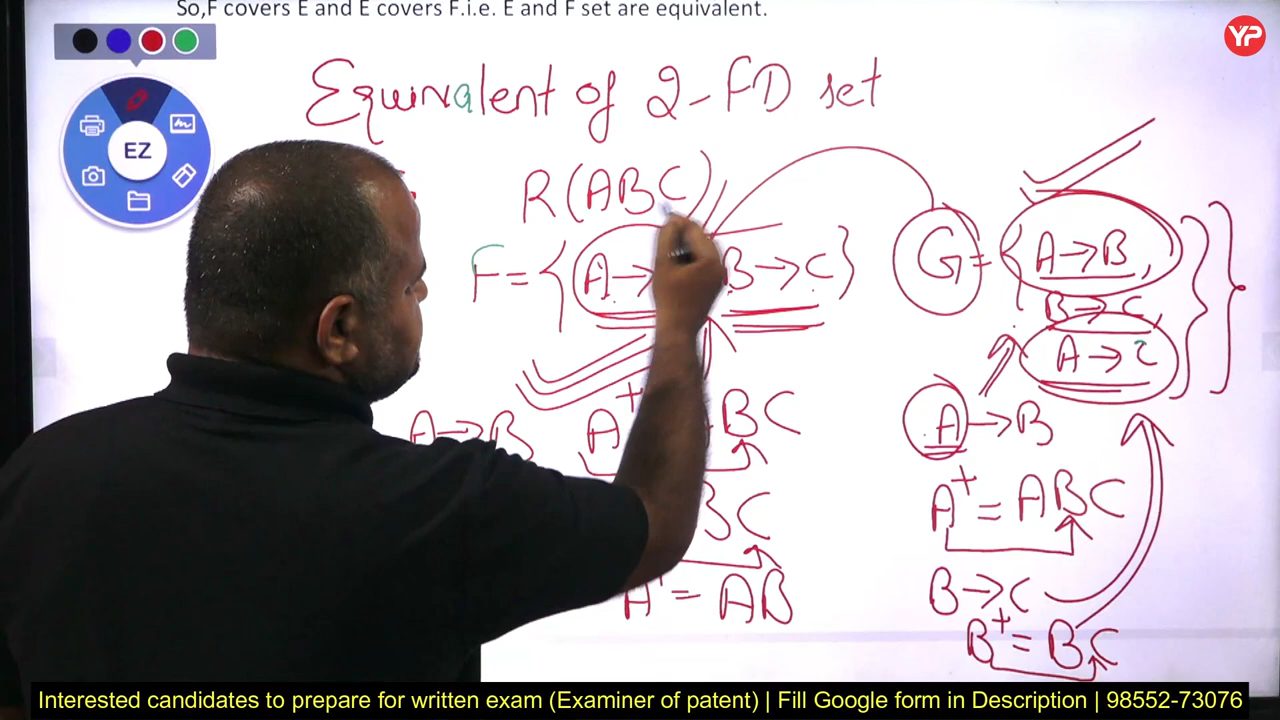 So,F covers E and E covers F.i.e. E and F set are equivalent.
YP
EZ
Equivalent of 2-FD set
R(ABC)
F = { A → B → C }
G = { A → B,
B → C,
A → C }
A → B
A+ BC
BC
A+ = AB
A → B
A+ = ABC
B → C
B+ = BC
Interested candidates to prepare for written exam (Examiner of patent) | Fill Google form in Description | 98552-73076